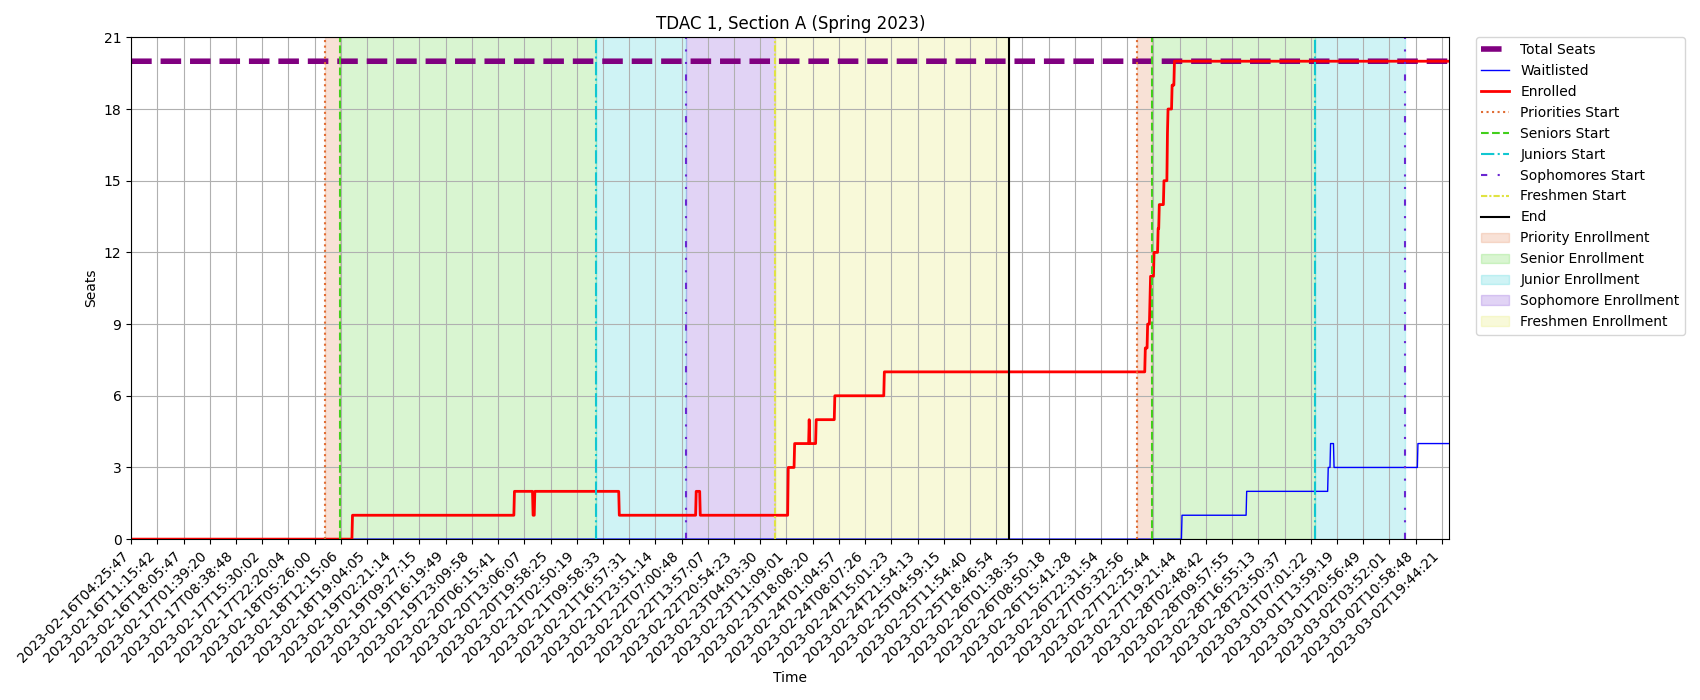 TDAC 1, Section A (Spring 2023)
21
18
15
12
9
6
3
0
Seats
2023-02-16T04:25:47
2023-02-16T11:15:42
2023-02-16T18:05:47
2023-02-17T01:39:20
2023-02-17T08:38:48
2023-02-17T15:30:02
2023-02-17T22:20:04
2023-02-18T05:26:00
2023-02-18T12:15:06
2023-02-18T19:04:05
2023-02-19T02:21:14
2023-02-19T09:27:15
2023-02-19T16:19:49
2023-02-19T23:09:58
2023-02-20T06:15:41
2023-02-20T13:06:07
2023-02-20T19:58:25
2023-02-21T02:50:19
2023-02-21T09:58:33
2023-02-21T16:57:31
2023-02-21T23:51:14
2023-02-22T07:00:48
2023-02-22T13:57:07
2023-02-22T20:54:23
2023-02-23T04:03:30
2023-02-23T11:09:01
2023-02-23T18:08:20
2023-02-24T01:04:57
2023-02-24T08:07:26
2023-02-24T15:01:23
2023-02-24T21:54:13
2023-02-25T04:59:15
2023-02-25T11:54:40
2023-02-25T18:46:54
2023-02-26T01:38:35
2023-02-26T08:50:18
2023-02-26T15:41:28
2023-02-26T22:31:54
2023-02-27T05:32:56
2023-02-27T12:25:44
2023-02-27T19:21:44
2023-02-28T02:48:42
2023-02-28T09:57:55
2023-02-28T16:55:13
2023-02-28T23:50:37
2023-03-01T07:01:22
2023-03-01T13:59:19
2023-03-01T20:56:49
2023-03-02T03:52:01
2023-03-02T10:58:48
2023-03-02T19:44:21
Time
Total Seats
Waitlisted
Enrolled
Priorities Start
Seniors Start
Juniors Start
Sophomores Start
Freshmen Start
End
Priority Enrollment
Senior Enrollment
Junior Enrollment
Sophomore Enrollment
Freshmen Enrollment